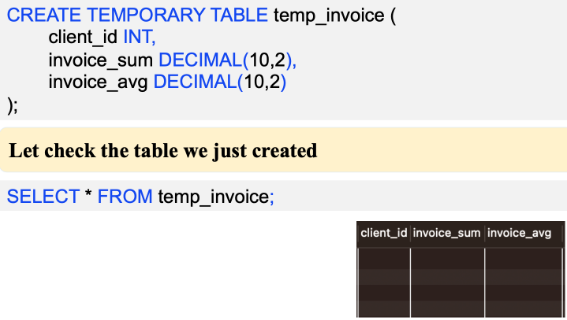 CREATE TEMPORARY TABLE temp_invoice (
client_id INT,
invoice_sum DECIMAL(10,2),
invoice_avg DECIMAL(10,2)
);
Let check the table we just created
SELECT * FROM temp_invoice;
client_id invoice_sum invoice_avg